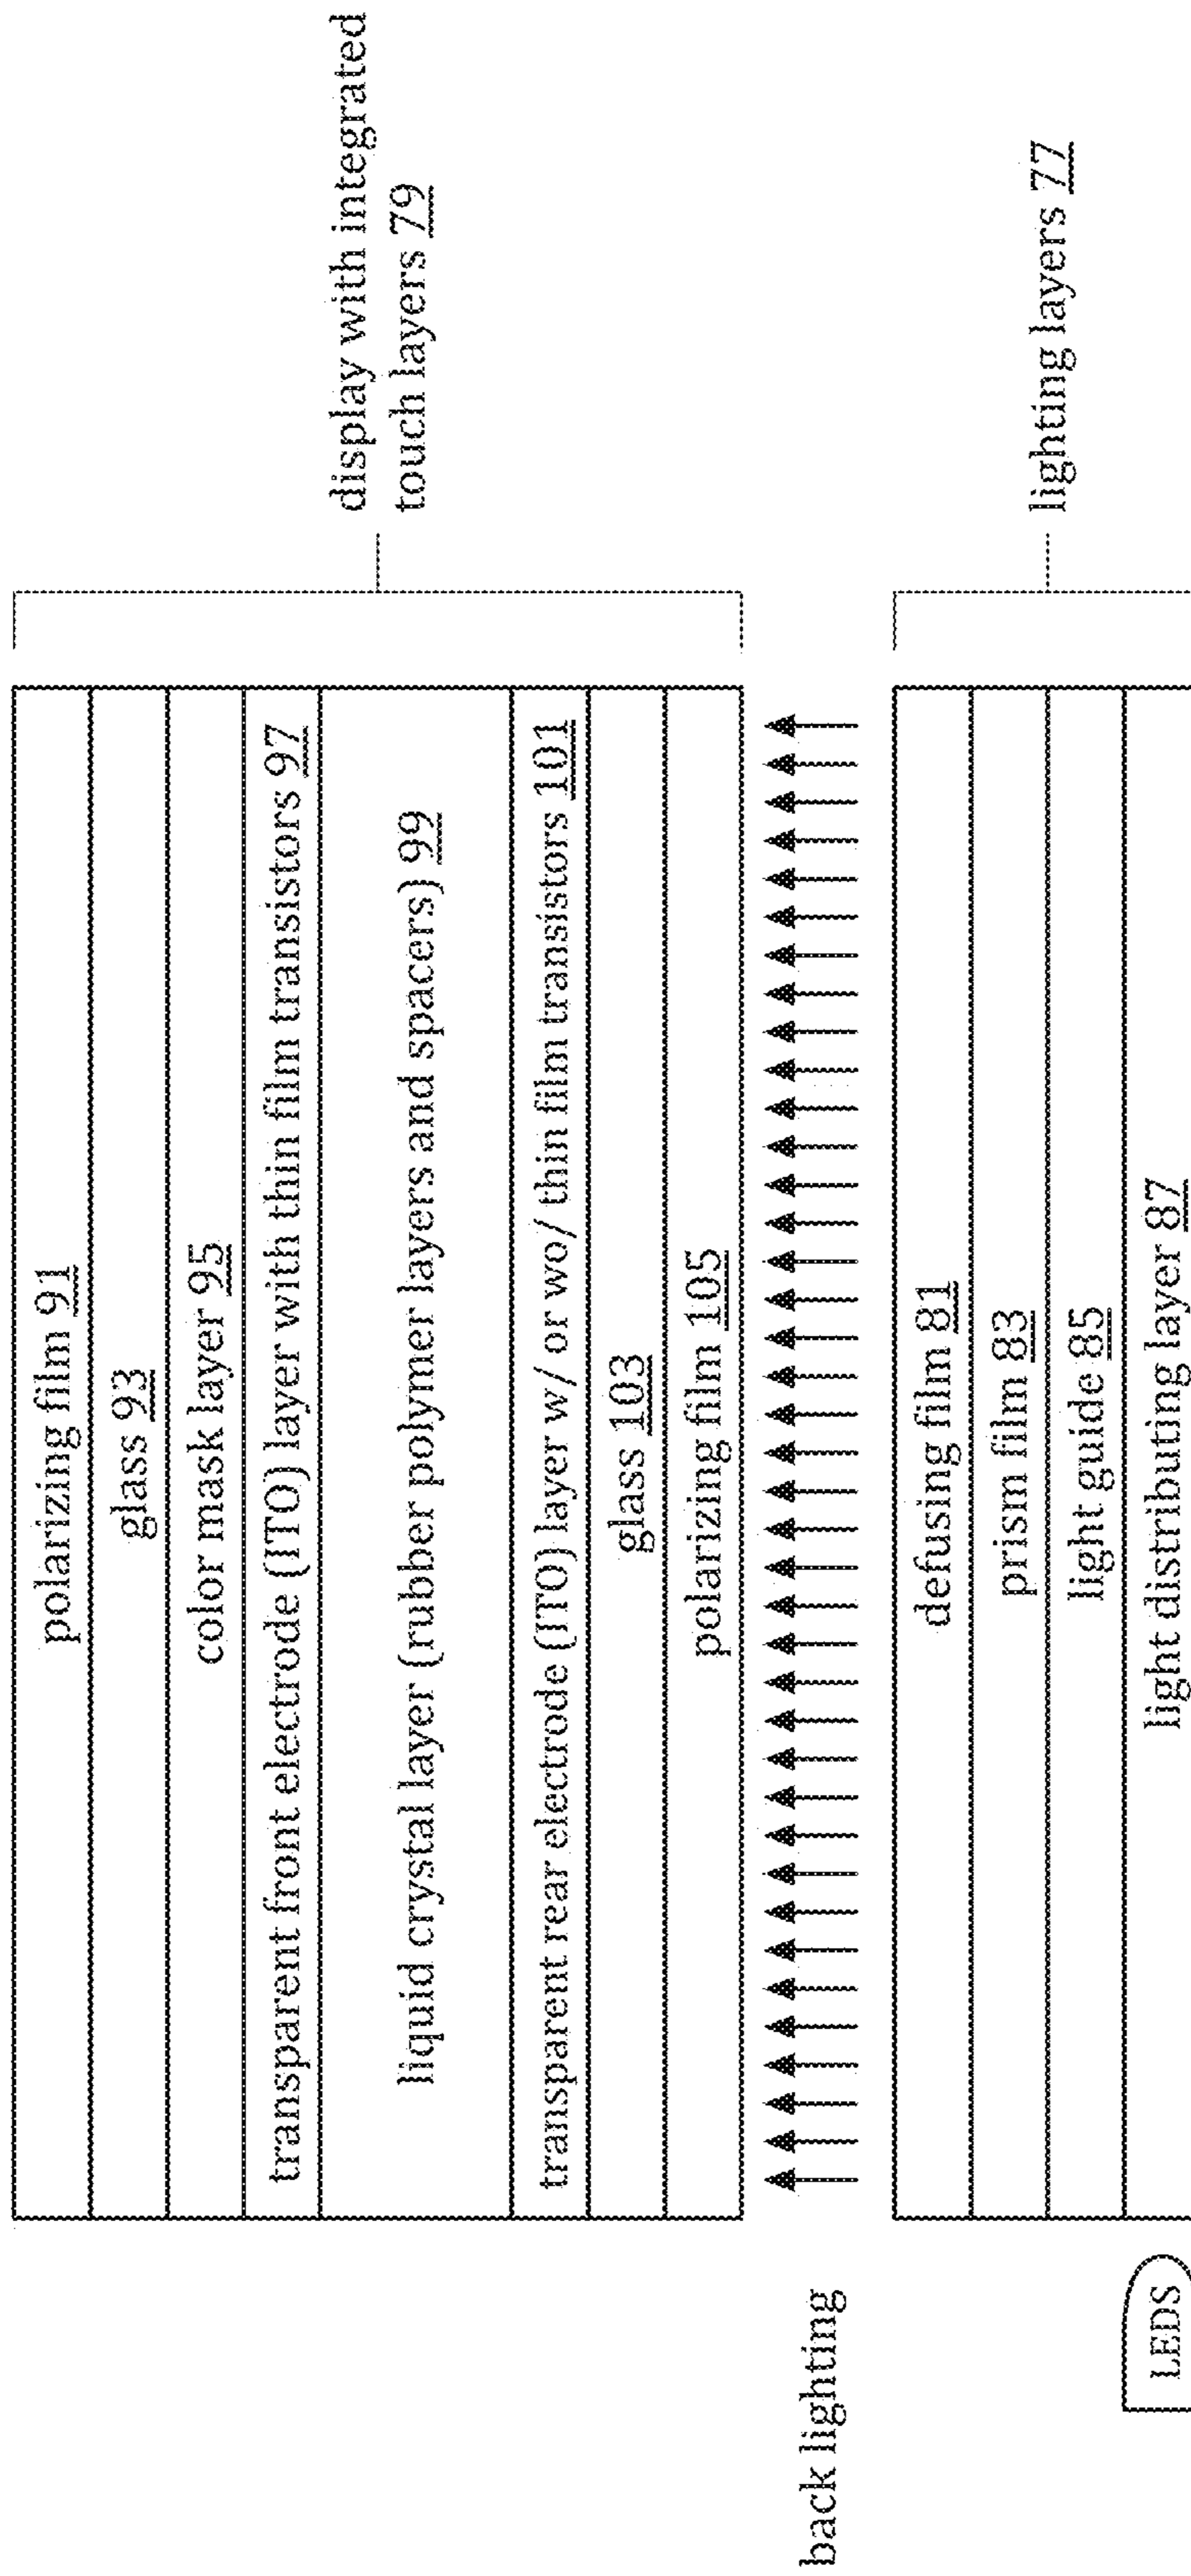 polarizing film 91
glass 93
color mask layer 95
transparent front electrode (ITO) layer with thin film transistors 97
liquid crystal layer (rubber polymer layers and spacers) 99
transparent rear electrode (ITO) layer w/ or wo/ thin film transistors 101
glass 103
polarizing film 105
display with integrated
touch layers 79
back lighting
defusing film 81
prism film 83
light guide 85
light distributing layer 87
lighting layers 77
LEDS